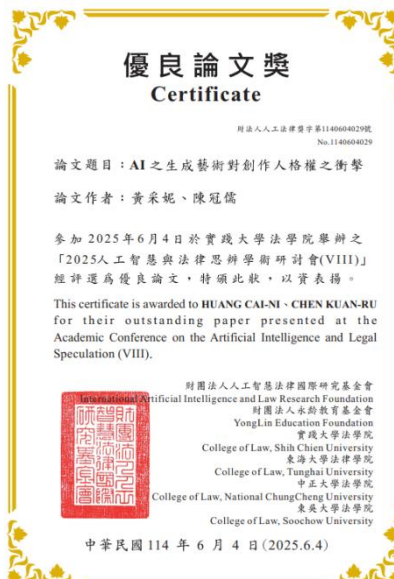 優良論文獎
Certificate
財法人人工法律獎字第1140604029號
No.1140604029
論文題目：AI之生成藝術對創作人格權之衝擊
論文作者：黃采妮、陳冠儒
參加 2025年6月4日於實踐大學法學院舉辦之
「2025人工智慧與法律思辨學術研討會(VIII)」
經評選為優良論文，特頒此狀，以資表揚。
This certificate is awarded to HUANG CAI-NI、CHEN KUAN-RU
for their outstanding paper presented at the
Academic Conference on the Artificial Intelligence and Legal
Speculation (VIII).
財團法人人工智慧法律國際研究基金會
International Artificial Intelligence and Law Research Foundation
財團法人永齡教育基金會
YongLin Education Foundation
實踐大學法學院
College of Law, Shih Chien University
東海大學法律學院
College of Law, Tunghai University
中正大學法學院
College of Law, National ChungCheng University
東吳大學法學院
College of Law, Soochow University
中華民國 114 年 6 月 4 日(2025.6.4)